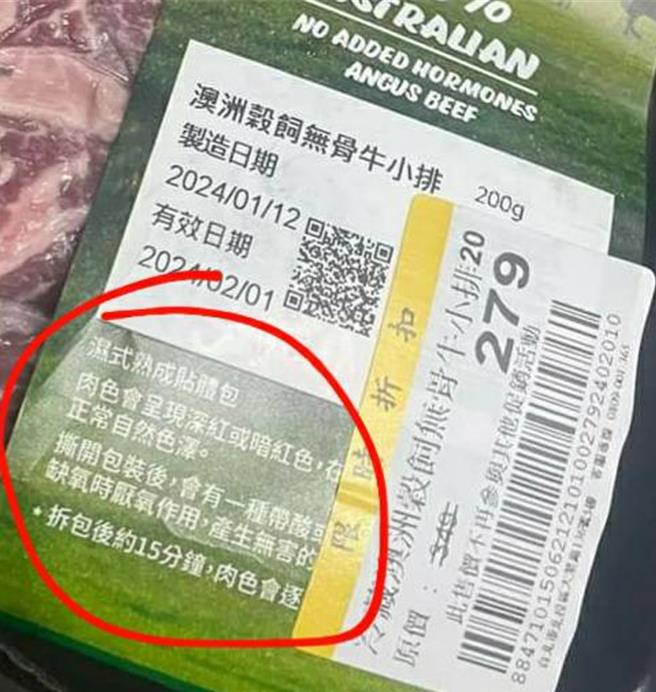 %
AUSTRALIAN
NO ADDED HORMONES
ANGUS BEEF
澳洲穀飼無骨牛小排
200g
製造日期
2024/01/12
有效日期
2024/02/01
濕式熟成貼體包
肉色會呈現深紅或暗紅色,在
正常自然色澤。
撕開包裝後,會有一種帶酸
缺氧時厭氧作用,產生無害的
*拆包後約15分鐘,肉色會逐
限時折扣
冷藏澳洲穀飼無骨牛小排20
原價:349
279
此售價不再參與其他促銷活動
8847101506212101002792402010